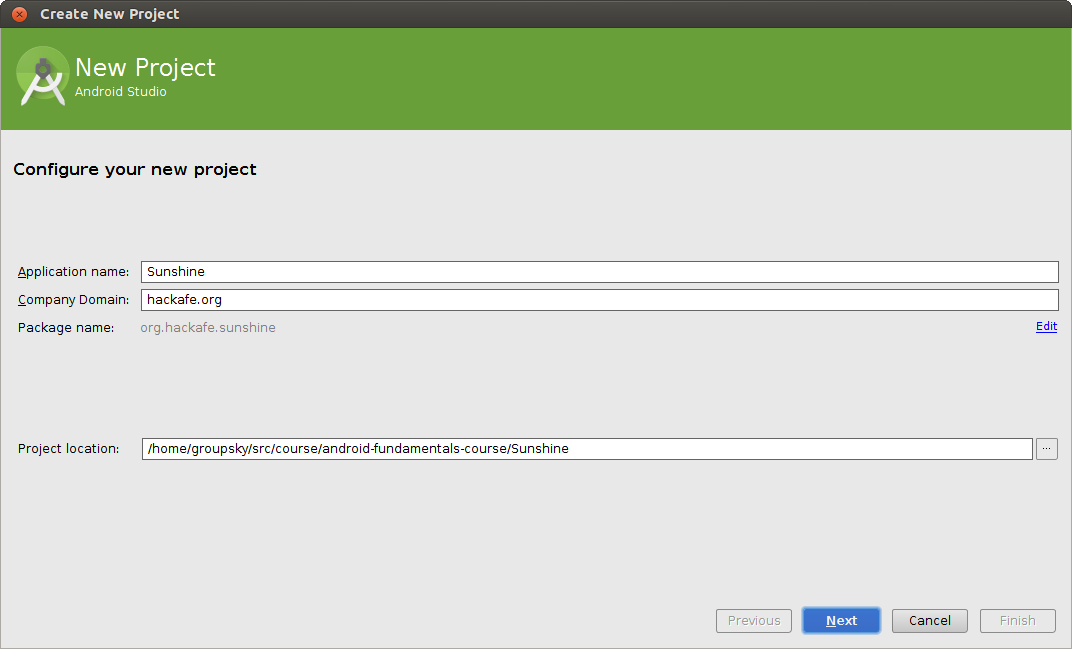 Create New Project
New Project
Android Studio
Configure your new project
Application name: Sunshine
Company Domain: hackafe.org
Package name: org.hackafe.sunshine Edit
Project location: /home/groupsky/src/course/android-fundamentals-course/Sunshine ...
Previous Next Cancel Finish